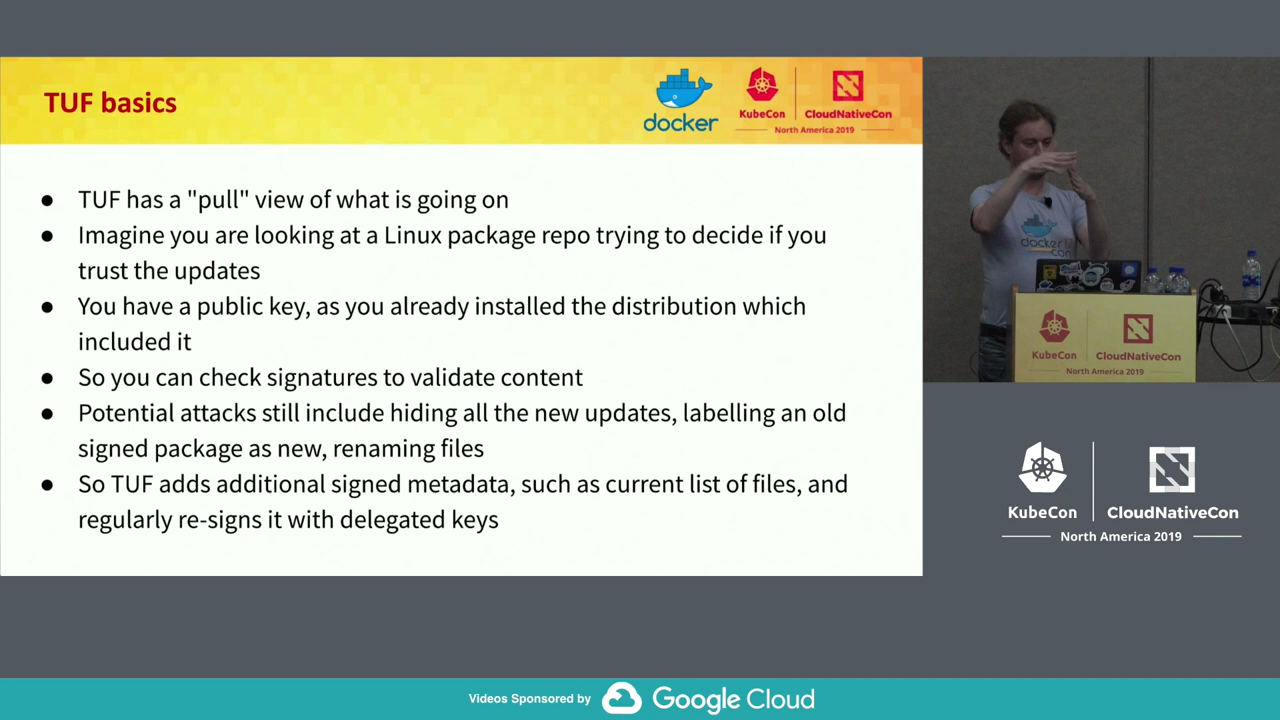 TUF basics
docker
KubeCon
CloudNativeCon
North America 2019
● TUF has a "pull" view of what is going on
● Imagine you are looking at a Linux package repo trying to decide if you
trust the updates
● You have a public key, as you already installed the distribution which
included it
● So you can check signatures to validate content
● Potential attacks still include hiding all the new updates, labelling an old
signed package as new, renaming files
● So TUF adds additional signed metadata, such as current list of files, and
regularly re-signs it with delegated keys
docker
con
KubeCon
CloudNativeCon
North America 2019
KubeCon
CloudNativeCon
North America 2019
Videos Sponsored by
Google Cloud